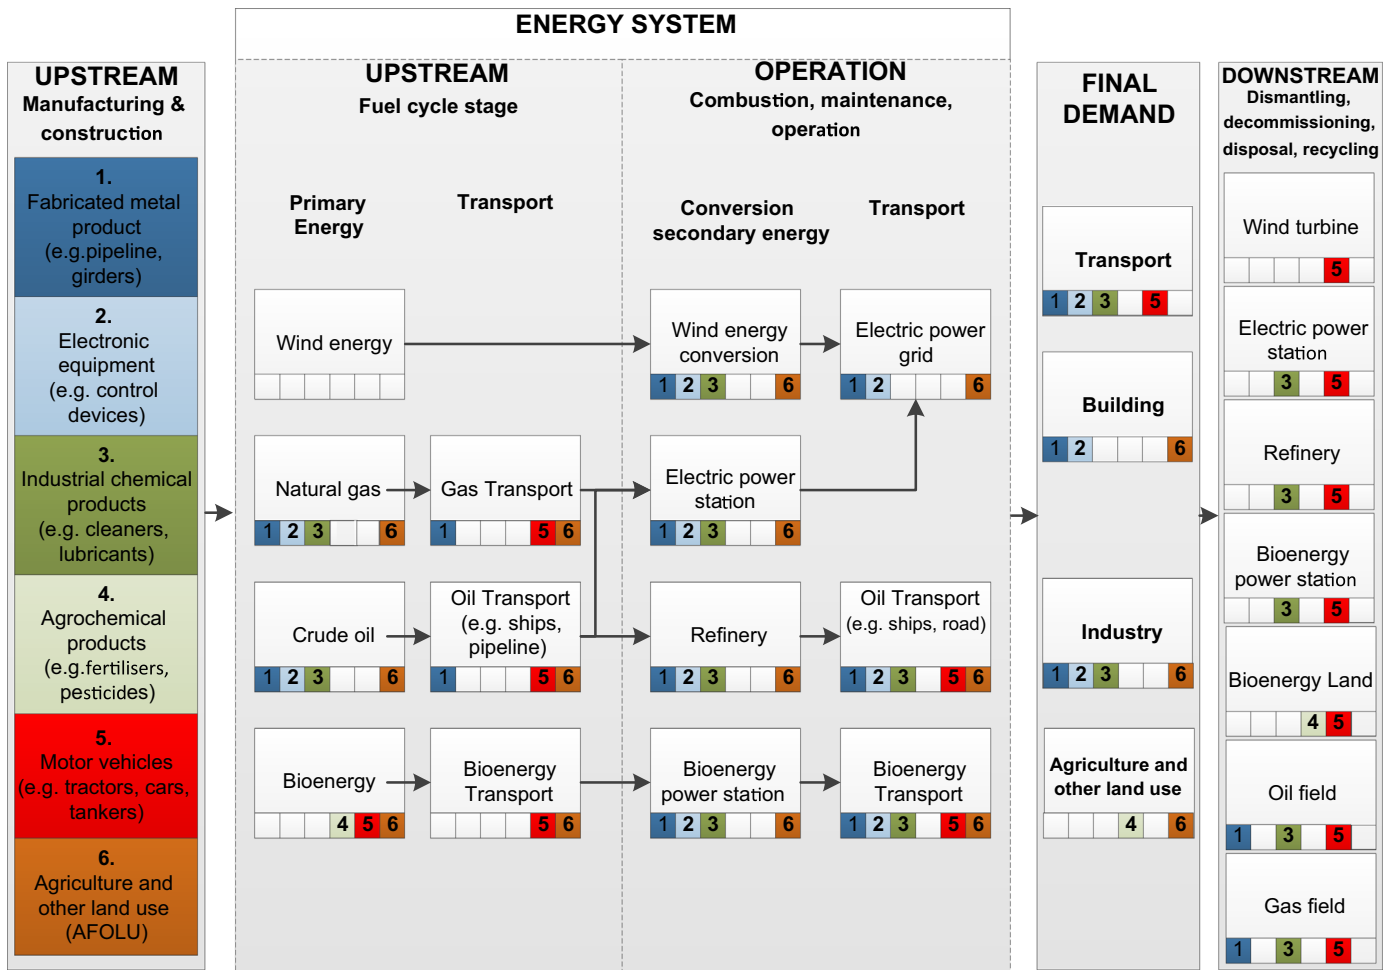 ENERGY SYSTEM
UPSTREAM
Manufacturing &
construction
1.
Fabricated metal
product
(e.g.pipeline,
girders)
2.
Electronic
equipment
(e.g. control
devices)
3.
Industrial chemical
products
(e.g. cleaners,
lubricants)
4.
Agrochemical
products
(e.g.fertilisers,
pesticides)
5.
Motor vehicles
(e.g. tractors, cars,
tankers)
6.
Agriculture and
other land use
(AFOLU)
UPSTREAM
Fuel cycle stage
Primary
Energy
Transport
OPERATION
Combustion, maintenance,
operation
Conversion
secondary energy
Transport
Wind energy
Wind energy
conversion
1 2 3 6
Electric power
grid
1 2 6
Natural gas
1 2 3 6
Gas Transport
1 5 6
Electric power
station
1 2 3 6
Crude oil
1 2 3 6
Oil Transport
(e.g. ships,
pipeline)
1 5 6
Refinery
1 2 3 6
Oil Transport
(e.g. ships, road)
1 2 3 5 6
Bioenergy
4 5 6
Bioenergy
Transport
5 6
Bioenergy
power station
1 2 3 6
Bioenergy
Transport
1 2 3 5 6
FINAL
DEMAND
Transport
1 2 3 5
Building
1 2 6
Industry
1 2 3 6
Agriculture and
other land use
4 6
DOWNSTREAM
Dismantling,
decommissioning,
disposal, recycling
Wind turbine
5
Electric power
station
3 5
Refinery
3 5
Bioenergy
power station
3 5
Bioenergy Land
4 5
Oil field
1 3 5
Gas field
1 3 5